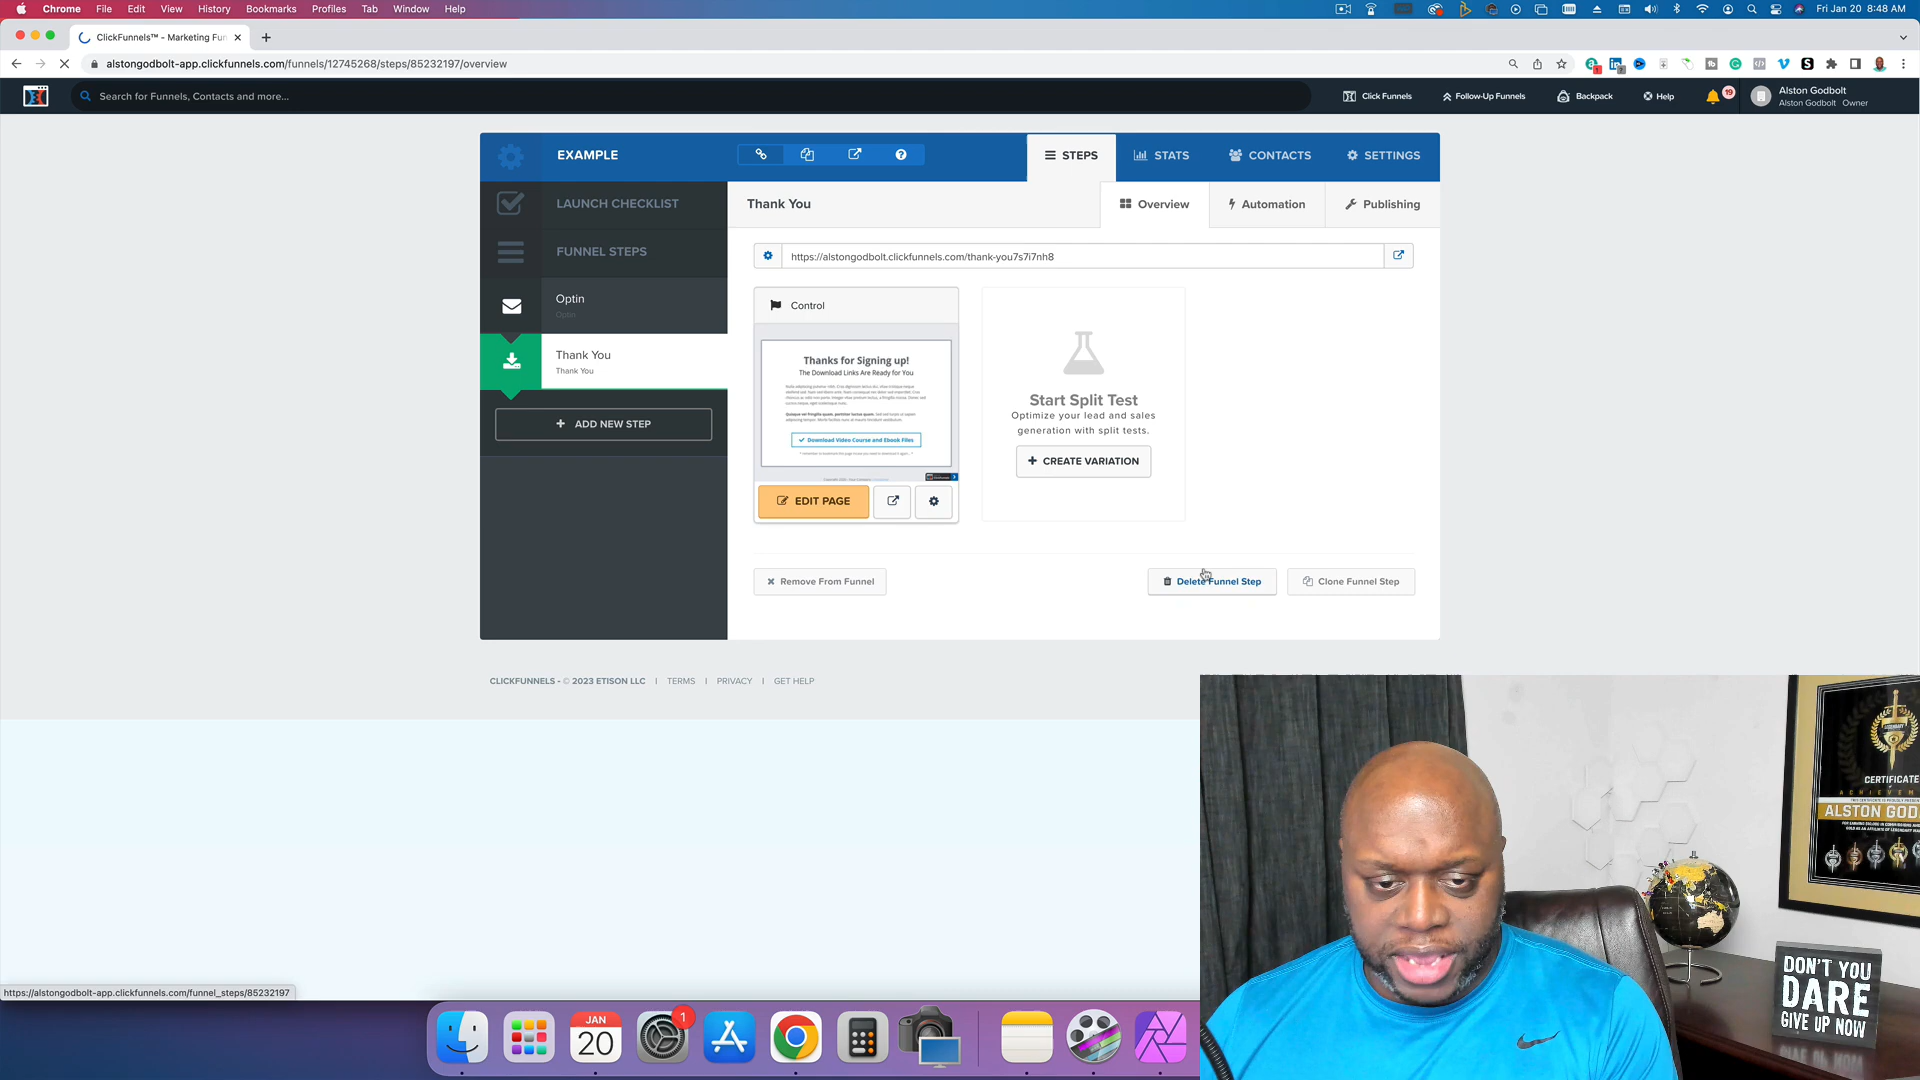 Chrome File Edit View History Bookmarks Profiles Tab Window Help
Fri Jan 20 8:48 AM
ClickFunnels™ - Marketing Fun
alstongodbolt-app.clickfunnels.com/funnels/12745268/steps/85232197/overview
Search for Funnels, Contacts and more...
Click Funnels
Follow-Up Funnels
Backpack
Help
19
Alston Godbolt
Alston Godbolt Owner
EXAMPLE
STEPS
STATS
CONTACTS
SETTINGS
LAUNCH CHECKLIST
FUNNEL STEPS
Optin
Optin
Thank You
Thank You
+ ADD NEW STEP
Thank You
Overview
Automation
Publishing
https://alstongodbolt.clickfunnels.com/thank-you7s7i7nh8
Control
Thanks for Signing up!
The Download Links Are Ready for You
Download Video Course and Ebook Files
EDIT PAGE
Start Split Test
Optimize your lead and sales
generation with split tests.
+ CREATE VARIATION
Remove From Funnel
Delete Funnel Step
Clone Funnel Step
CLICKFUNNELS - © 2023 ETISON LLC | TERMS | PRIVACY | GET HELP
CERTIFICATE
ACHIEVEM
ALSTON GOD
DON'T YOU
DARE
GIVE UP NOW
https://alstongodbolt-app.clickfunnels.com/funnel_steps/85232197
JAN
20
1